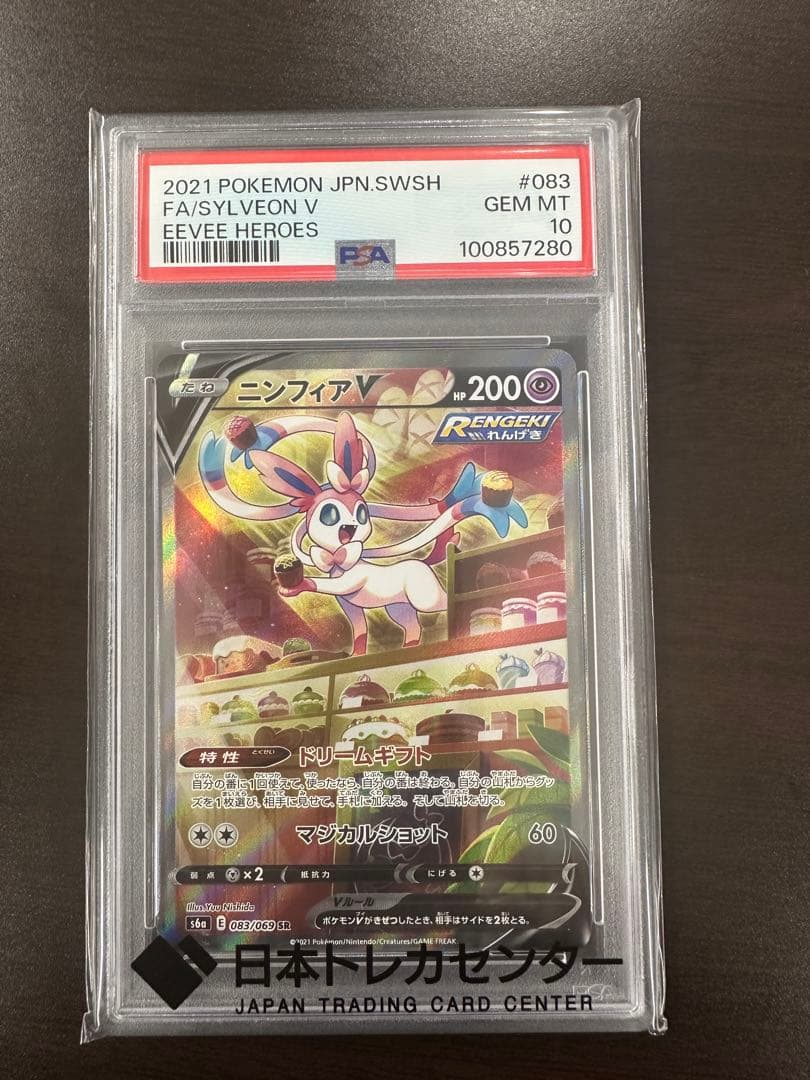 2021 POKEMON JPN.SWSH #083
FA/SYLVEON V GEM MT
EEVEE HEROES 10
PSA 100857280
たね ニンフィアV HP 200
RENGEKI
れんげき
特性 とくせい ドリームギフト
自分の番に1回使えて、使ったなら、自分の番は終わる。自分の山札からグッ
ズを1枚選び、相手に見せて、手札に加える。そして山札を切る。
マジカルショット 60
弱点 ×2 抵抗力 にげる
Illus. You Nishida
Vルール
ポケモンVがきぜつしたとき、相手はサイドを2枚とる。
s6a E 083/069 SR
©2021 Pokémon/Nintendo/Creatures/GAME FREAK.
日本トレカセンター
JAPAN TRADING CARD CENTER